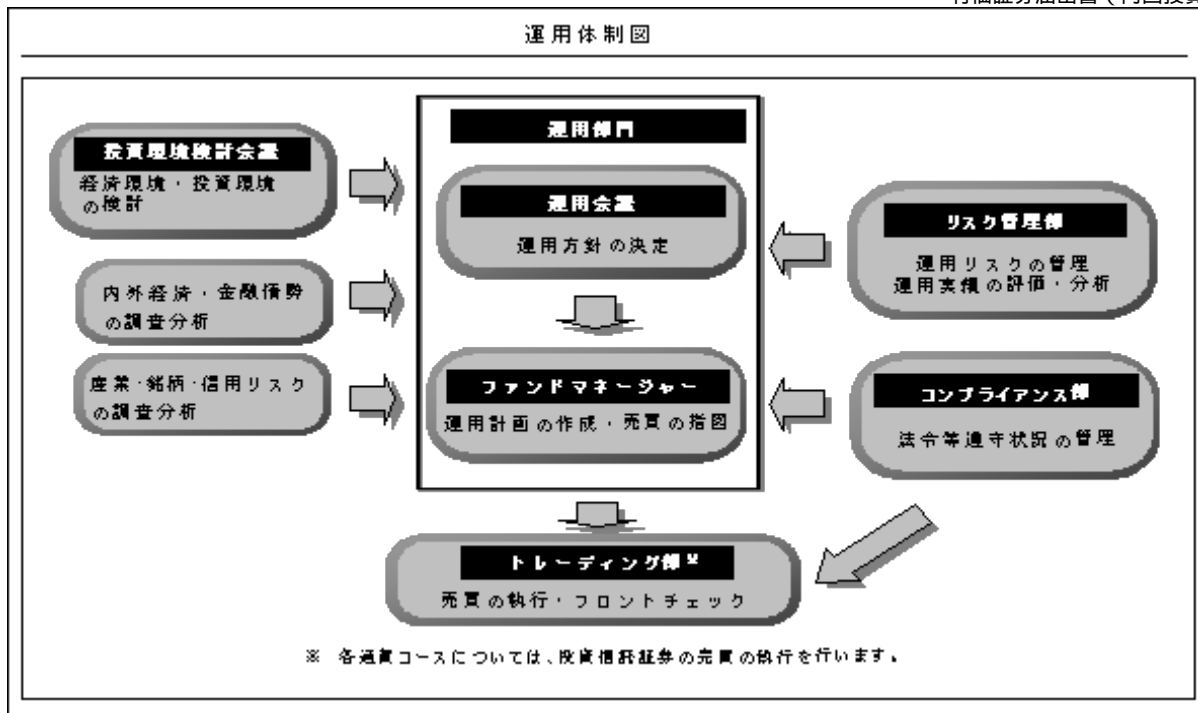 運用体制図
投資環境検討会議
経済環境・投資環境
の検討
内外経済・金融情勢
の調査分析
産業・銘柄・信用リスク
の調査分析
運用部門
運用会議
運用方針の決定
ファンドマネージャー
運用計画の作成・売買の指図
リスク管理部
運用リスクの管理
運用実績の評価・分析
コンプライアンス部
法令等遵守状況の管理
トレーディング部※
売買の執行・フロントチェック
※ 各通貨コースについては、投資信託証券の売買の執行を行います。